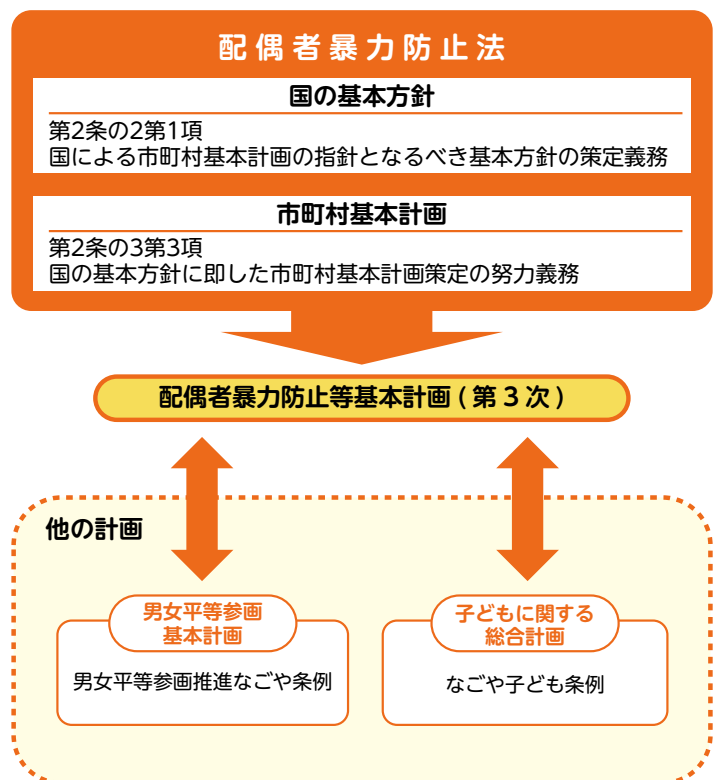 配偶者暴力防止法
国の基本方針
第2条の2第1項
国による市町村基本計画の指針となるべき基本方針の策定義務
市町村基本計画
第2条の3第3項
国の基本方針に即した市町村基本計画策定の努力義務
配偶者暴力防止等基本計画(第3次)
他の計画
男女平等参画
基本計画
男女平等参画推進なごや条例
子どもに関する
総合計画
なごや子ども条例